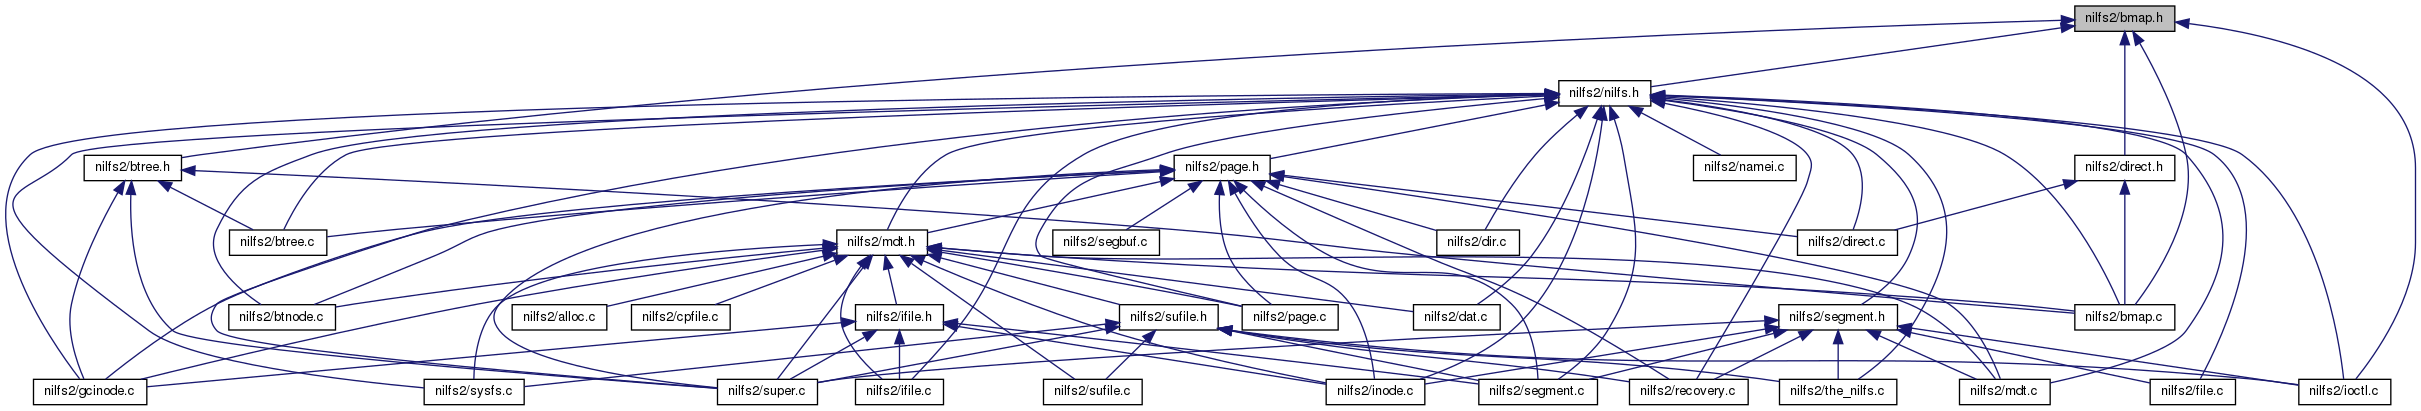 nilfs2/bmap.h
nilfs2/nilfs.h
nilfs2/btree.h
nilfs2/page.h
nilfs2/namei.c
nilfs2/direct.h
nilfs2/btree.c
nilfs2/mdt.h
nilfs2/segbuf.c
nilfs2/dir.c
nilfs2/direct.c
nilfs2/btnode.c
nilfs2/alloc.c
nilfs2/cpfile.c
nilfs2/ifile.h
nilfs2/sufile.h
nilfs2/page.c
nilfs2/dat.c
nilfs2/segment.h
nilfs2/bmap.c
nilfs2/gcinode.c
nilfs2/sysfs.c
nilfs2/super.c
nilfs2/ifile.c
nilfs2/sufile.c
nilfs2/inode.c
nilfs2/segment.c
nilfs2/recovery.c
nilfs2/the_nilfs.c
nilfs2/mdt.c
nilfs2/file.c
nilfs2/ioctl.c